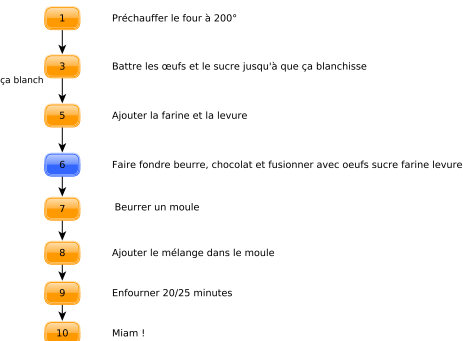 1 Préchauffer le four à 200°
3 Battre les œufs et le sucre jusqu'à que ça blanchisse
ça blanch
5 Ajouter la farine et la levure
6 Faire fondre beurre, chocolat et fusionner avec oeufs sucre farine levure
7 Beurrer un moule
8 Ajouter le mélange dans le moule
9 Enfourner 20/25 minutes
10 Miam !